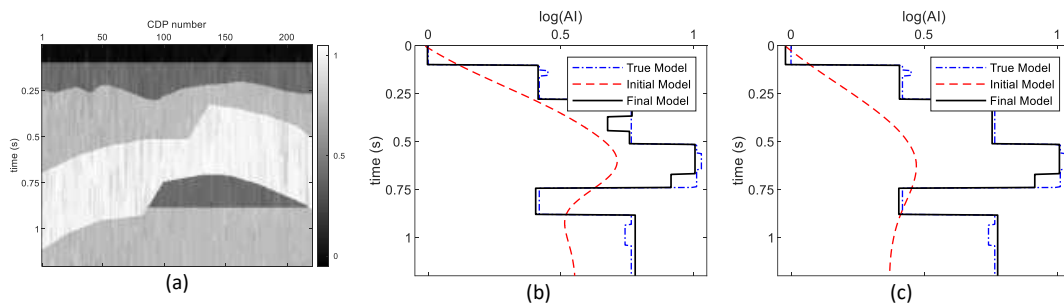 CDP number
1 50 100 150 200
0.25
0.5
0.75
1
time (s)
1
0.5
0
(a)
log(AI)
0 0.5 1
0
0.25
0.5
0.75
1
time (s)
True Model
Initial Model
Final Model
(b)
log(AI)
0 0.5 1
0
0.25
0.5
0.75
1
time (s)
True Model
Initial Model
Final Model
(c)